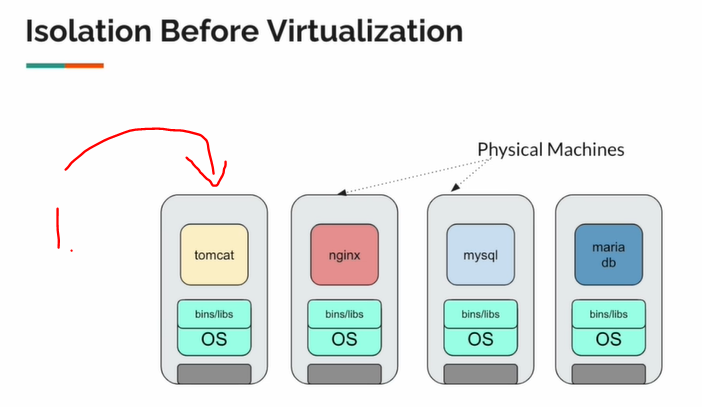 Isolation Before Virtualization
Physical Machines
1.
tomcat
nginx
mysql
maria
db
bins/libs
bins/libs
bins/libs
bins/libs
OS
OS
OS
OS